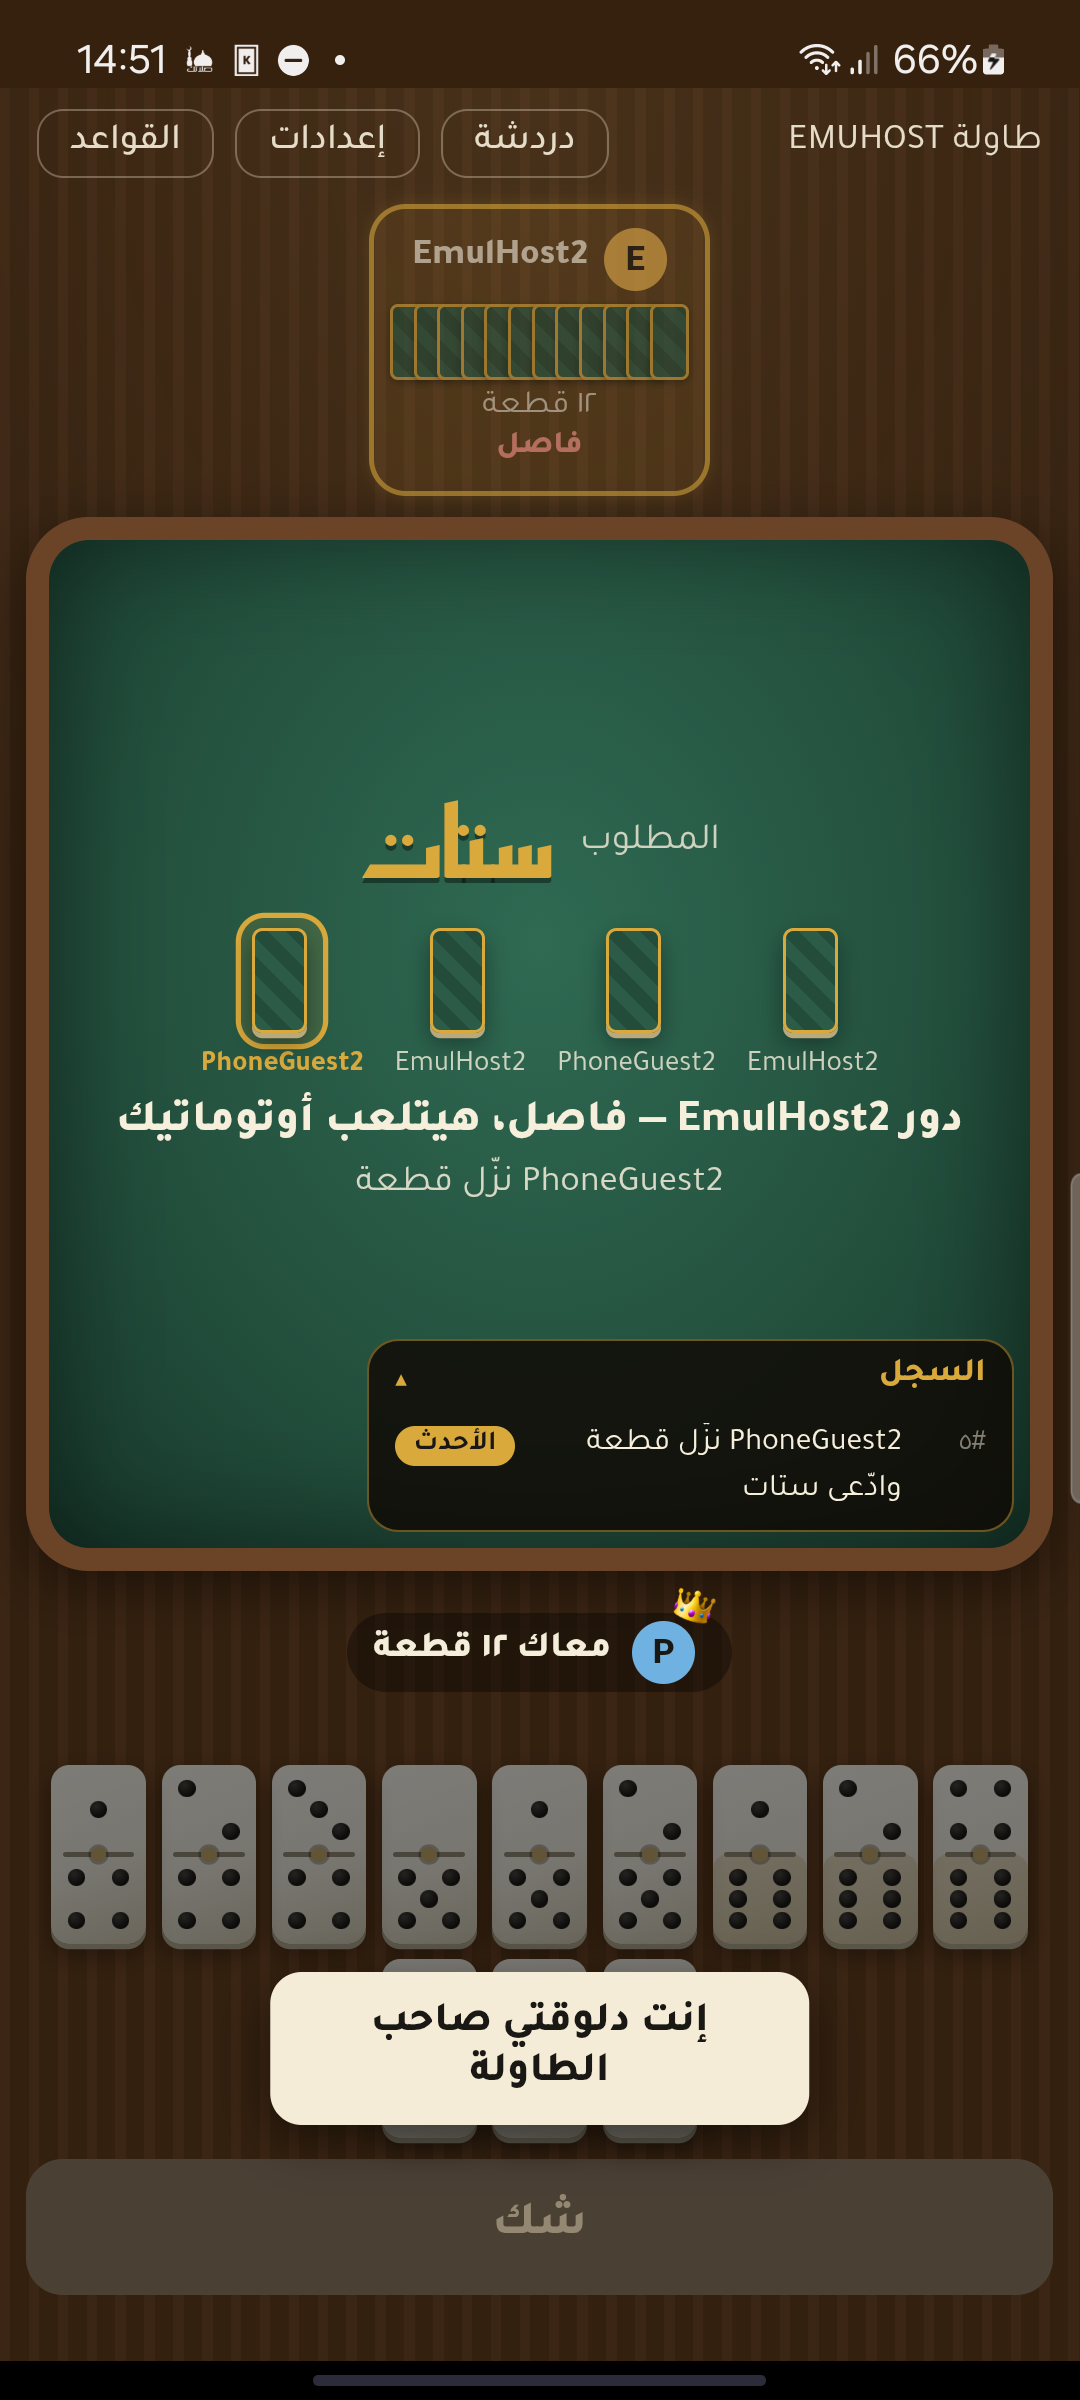 14:51
66%
طاولة EMUHOST
دردشة
إعدادات
القواعد
E
EmulHost2
١٢ قطعة
فاصل
المطلوب ستات
EmulHost2
PhoneGuest2
EmulHost2
PhoneGuest2
دور EmulHost2 — فاصل، هيتلعب أوتوماتيك
PhoneGuest2 نزّل قطعة
السجل ▲
#٥ PhoneGuest2 نزّل قطعة الأحدث
وادّعى ستات
P
معاك ١٢ قطعة
إنت دلوقتي صاحب
الطاولة
شك